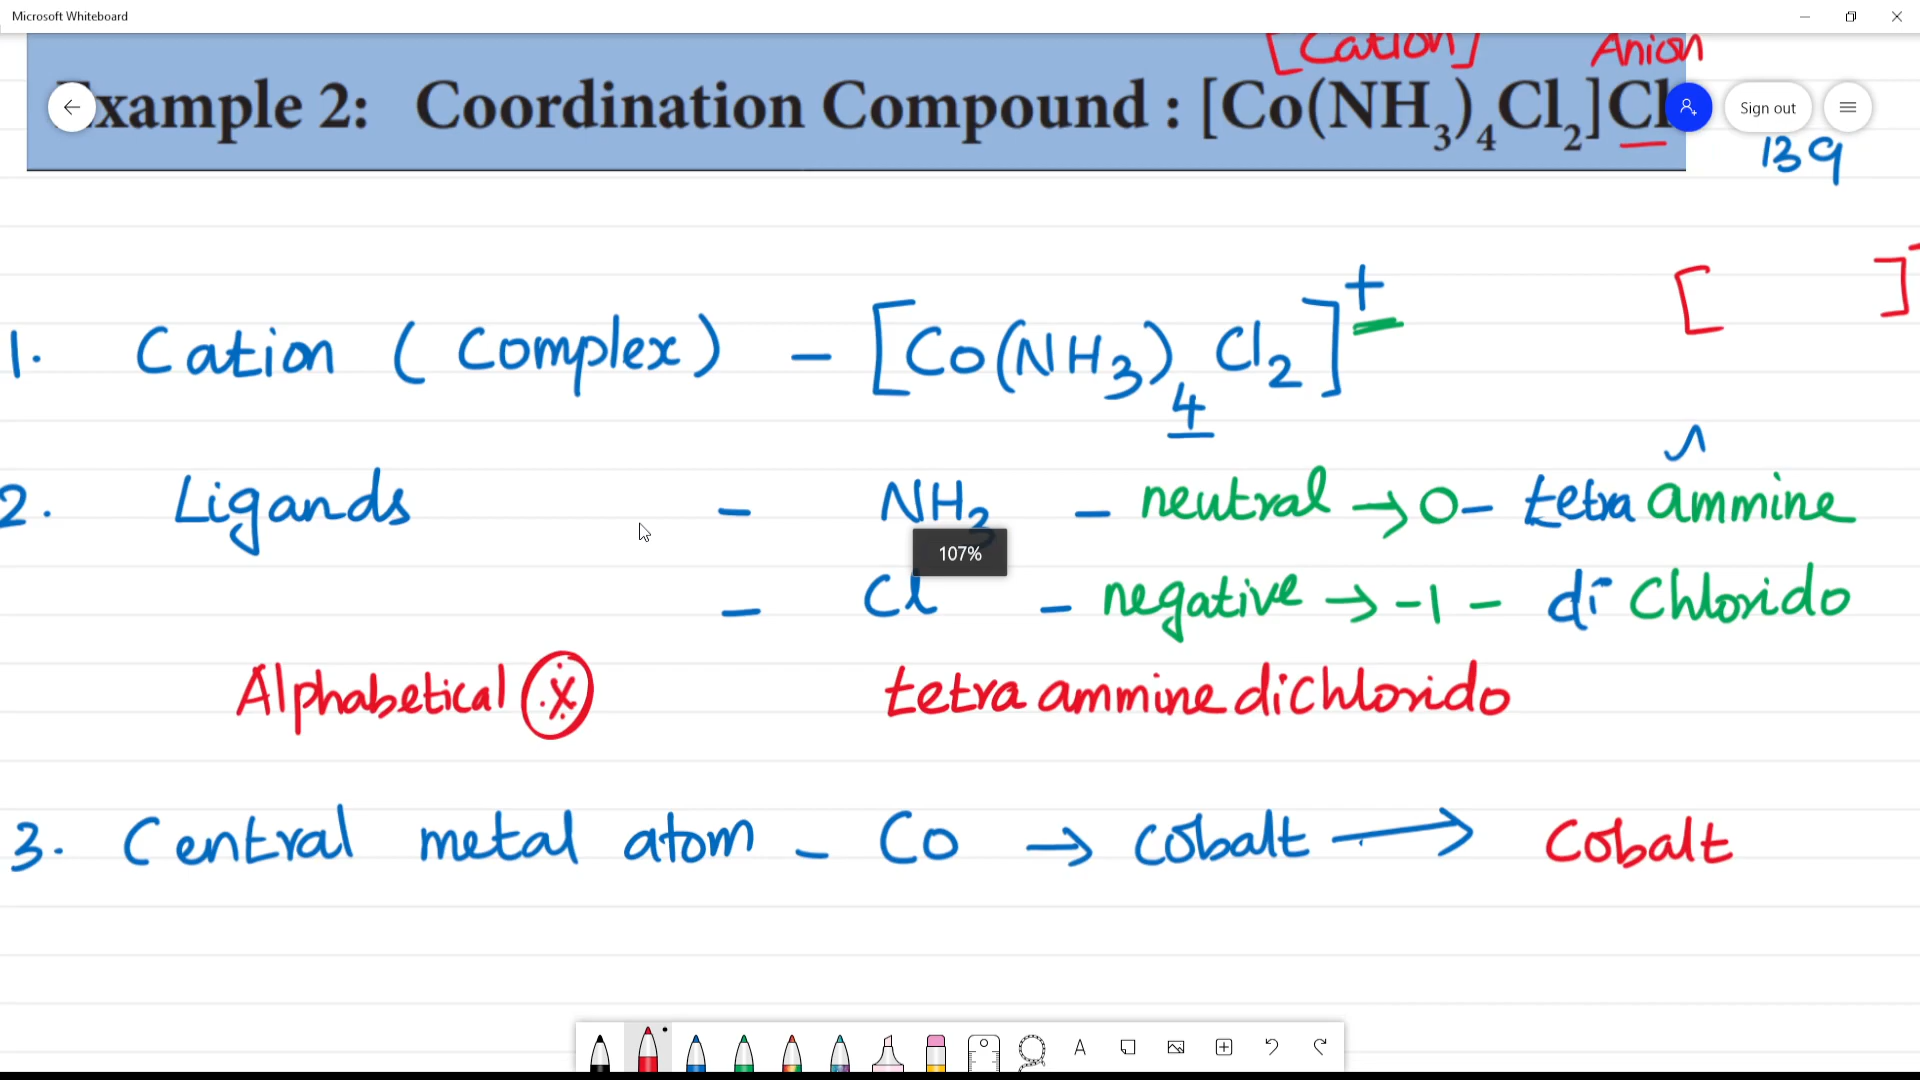 Microsoft Whiteboard
[Cation] Anion
Example 2: Coordination Compound : [Co(NH₃)₄Cl₂]Cl
Sign out
139
[ ]
1. Cation (Complex) - [Co(NH₃)₄ Cl₂]⁺
2. Ligands - NH₃ - neutral → 0 - tetra ammine
107%
- Cl - negative → -1 - di Chlorido
Alphabetical tetra ammine dichlorido
3. Central metal atom - Co → cobalt → Cobalt
A